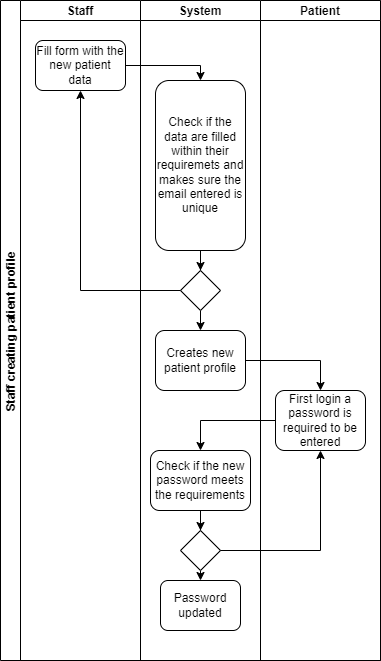 Staff
System
Patient
Staff creating patient profile
Fill form with the
new patient
data
Check if the
data are filled
within their
requiremets and
makes sure the
email entered is
unique
Creates new
patient profile
First login a
password is
required to be
entered
Check if the new
password meets
the requirements
Password
updated